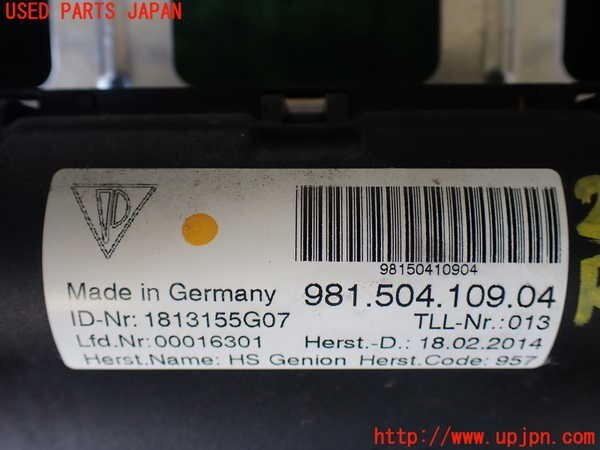 USED PARTS JAPAN
98150410904
Made in Germany 981.504.109.04
ID-Nr: 1813155G07 TLL-Nr.: 013
Lfd.Nr: 00016301 Herst.-D.: 18.02.2014
Herst.Name: HS Genion Herst.Code: 957
http://www.upjpn.com/